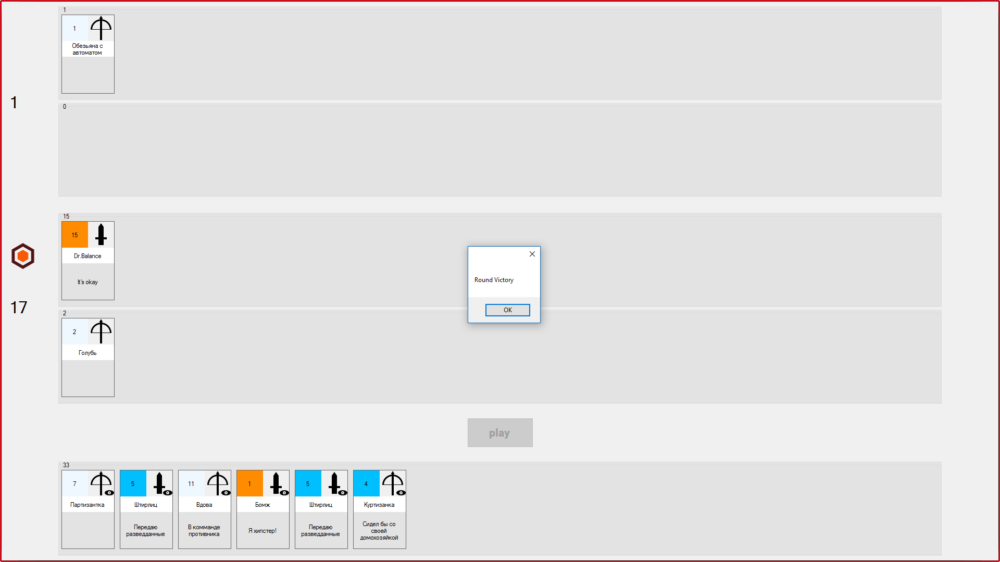 1
1
Обезьяна с
автоматом
1
0
15
15
Dr.Balance
It's okay
17
2
2
Голубь
Round Victory
OK
play
33
7
Партизантка
5
Штирлиц
Передаю
разведданные
11
Вдова
В комманде
противника
1
Бомж
Я хипстер!
5
Штирлиц
Передаю
разведданные
4
Куртизанка
Сидел бы со
своей
домохозяйкой